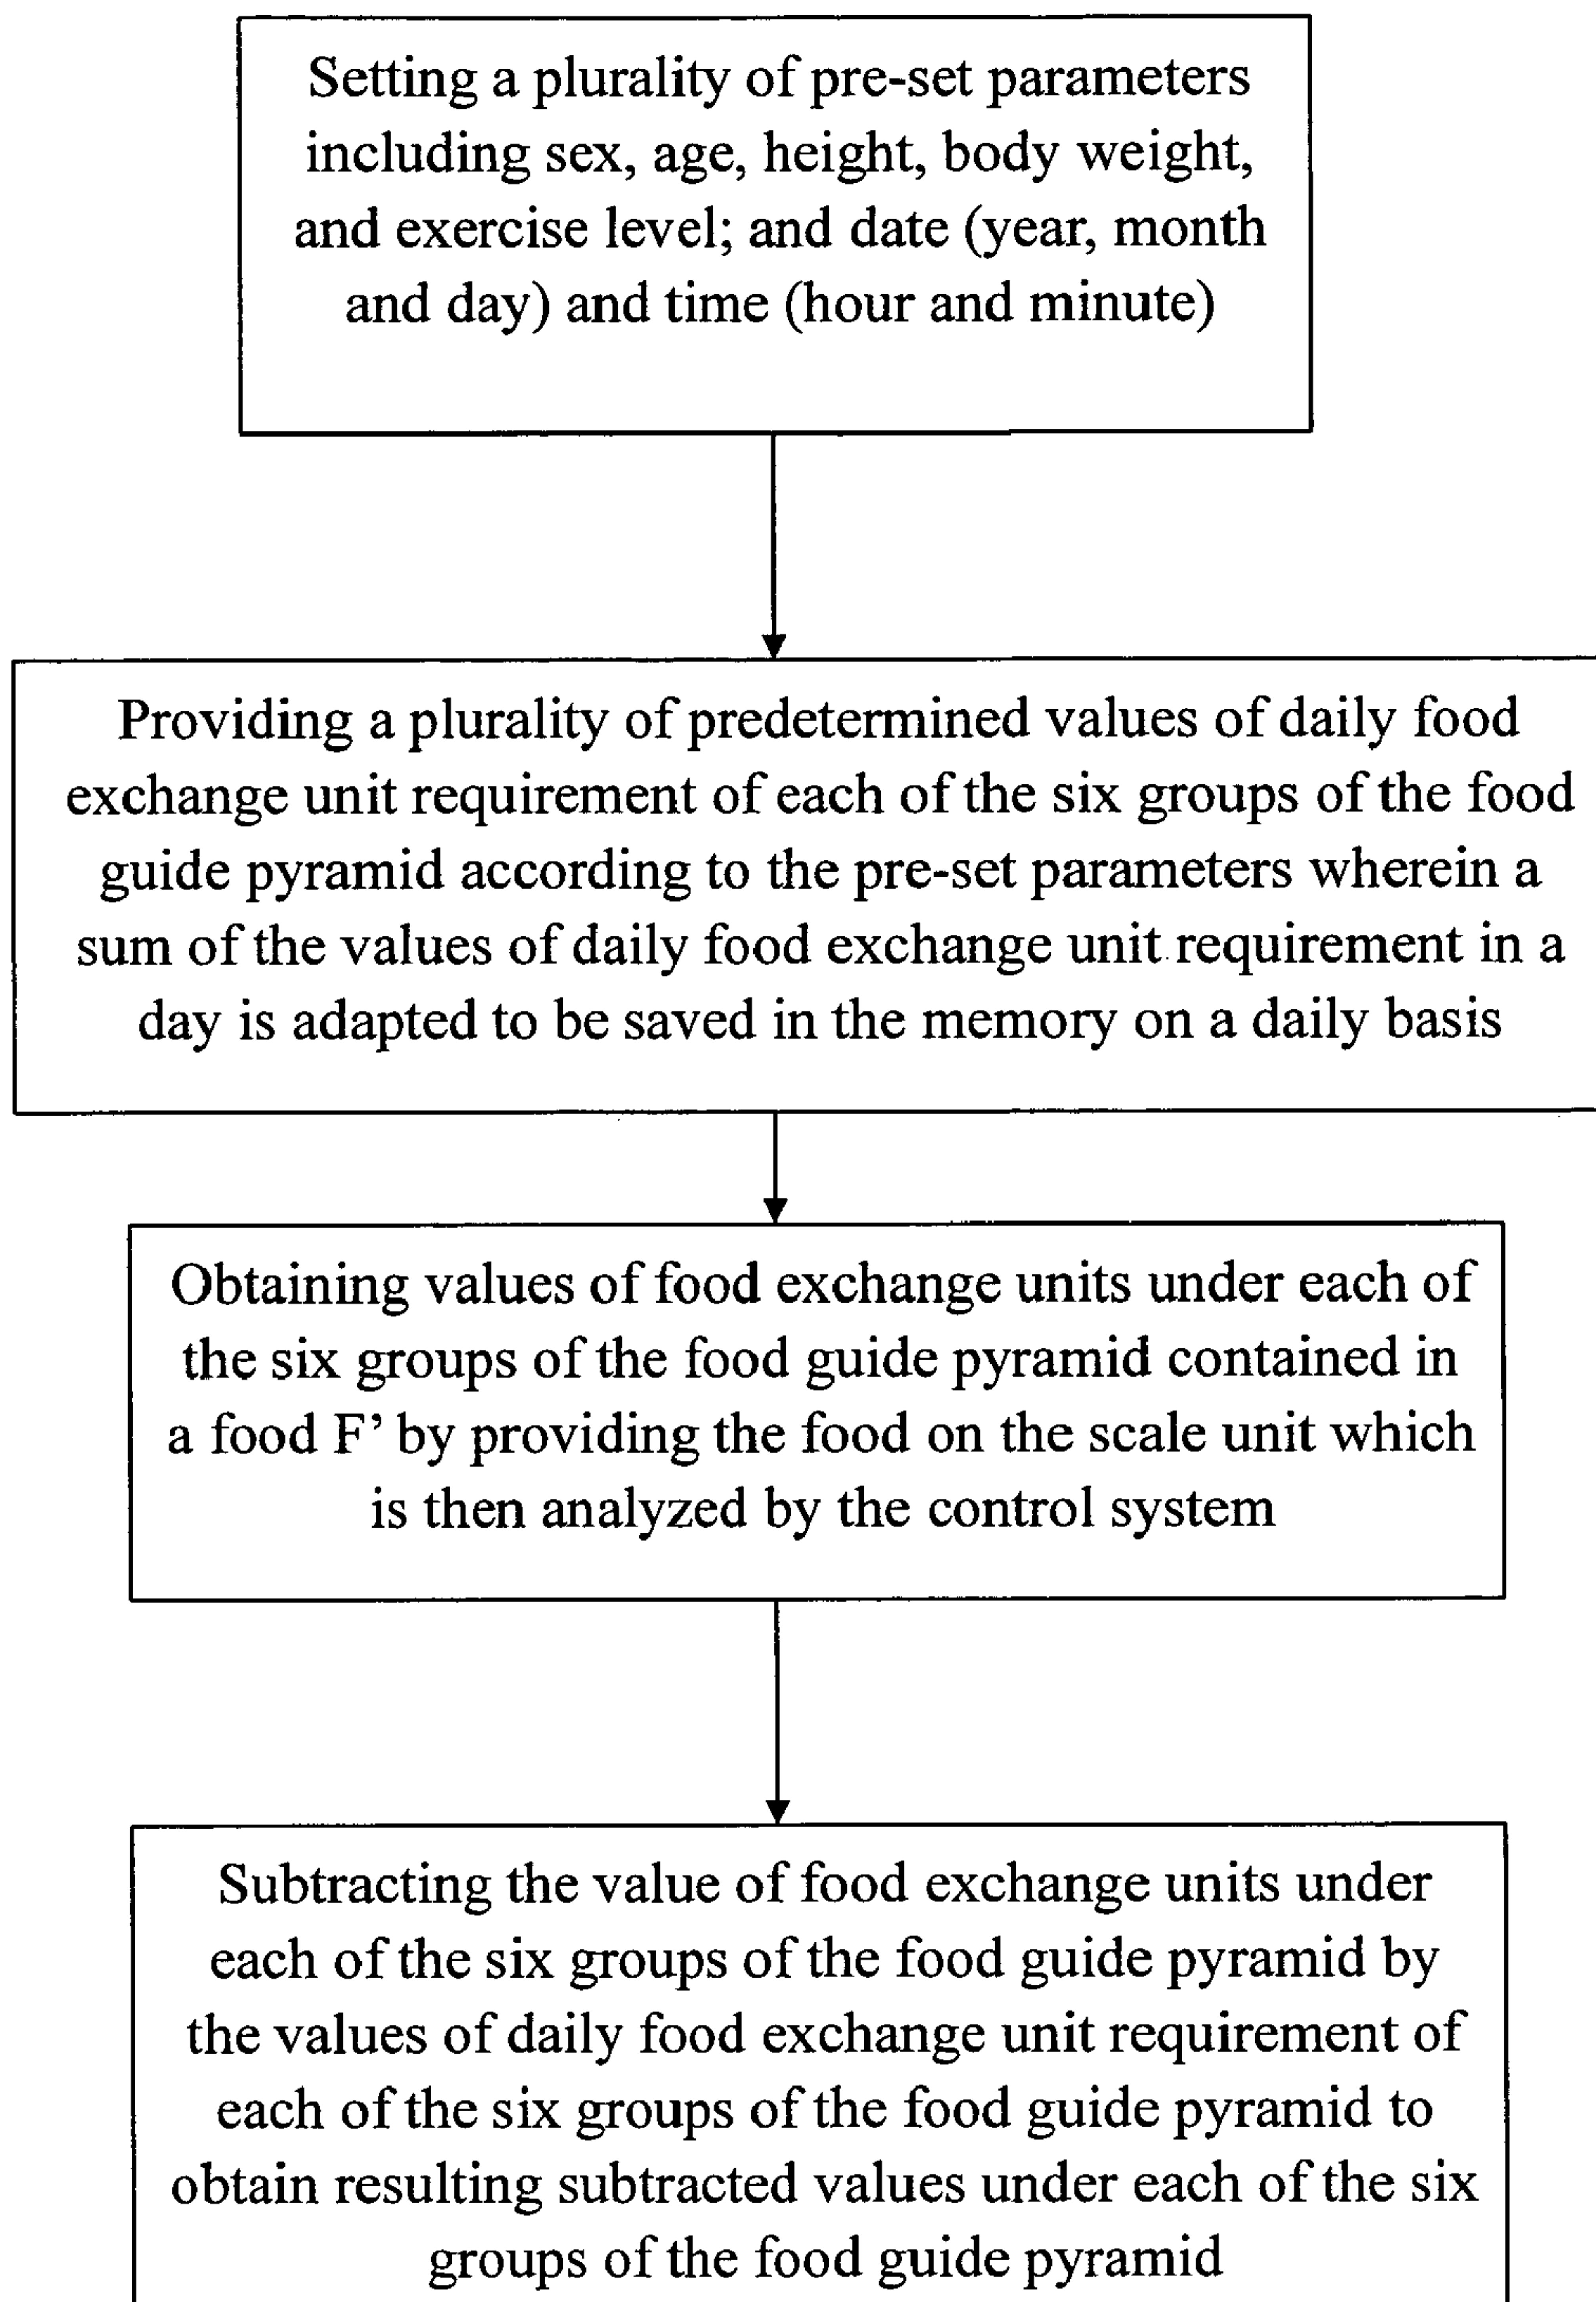 Setting a plurality of pre-set parameters
including sex, age, height, body weight,
and exercise level; and date (year, month
and day) and time (hour and minute)
Providing a plurality of predetermined values of daily food
exchange unit requirement of each of the six groups of the food
guide pyramid according to the pre-set parameters wherein a
sum of the values of daily food exchange unit requirement in a
day is adapted to be saved in the memory on a daily basis
Obtaining values of food exchange units under each of
the six groups of the food guide pyramid contained in
a food F’ by providing the food on the scale unit which
is then analyzed by the control system
Subtracting the value of food exchange units under
each of the six groups of the food guide pyramid by
the values of daily food exchange unit requirement of
each of the six groups of the food guide pyramid to
obtain resulting subtracted values under each of the six
groups of the food guide pyramid